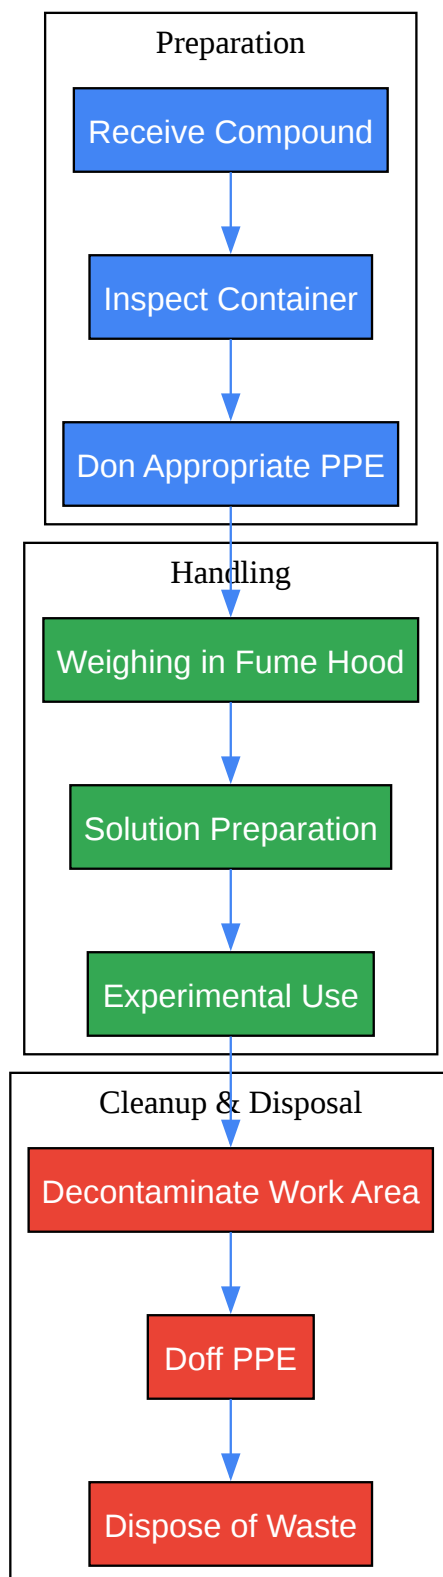 Preparation
Receive Compound
Inspect Container
Don Appropriate PPE
Handling
Weighing in Fume Hood
Solution Preparation
Experimental Use
Cleanup & Disposal
Decontaminate Work Area
Doff PPE
Dispose of Waste